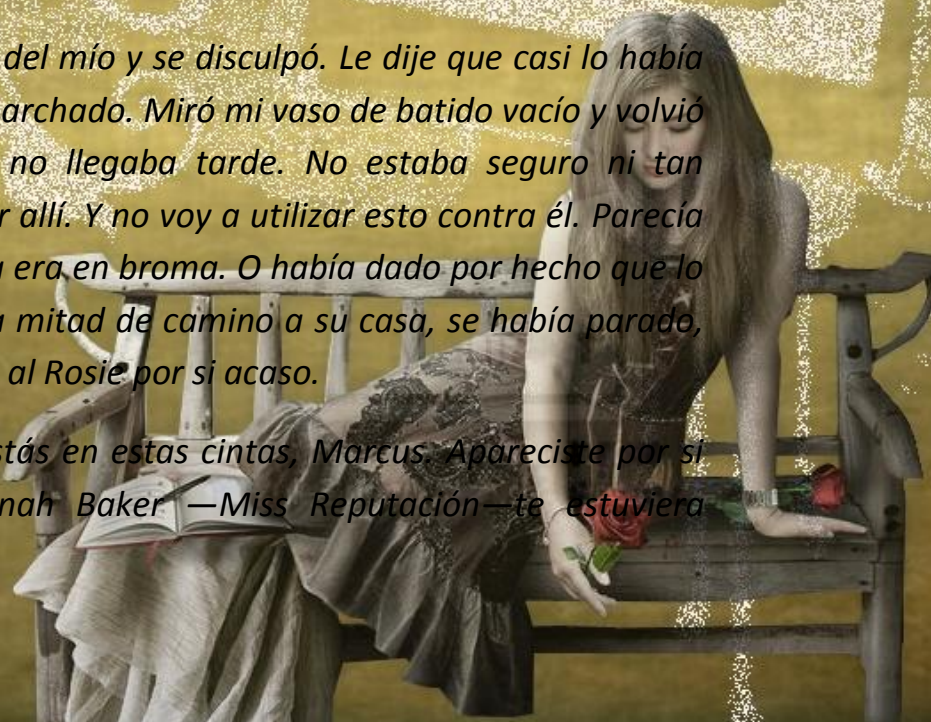 del mío y se disculpó. Le dije que casi lo había
archado. Miró mi vaso de batido vacío y volvió
no llegaba tarde. No estaba seguro ni tan
r allí. Y no voy a utilizar esto contra él. Parecía
a era en broma. O había dado por hecho que lo
a mitad de camino a su casa, se había parado,
al Rosie por si acaso.
stás en estas cintas, Marcus. Apareciste por si
nah Baker —Miss Reputación—te estuviera